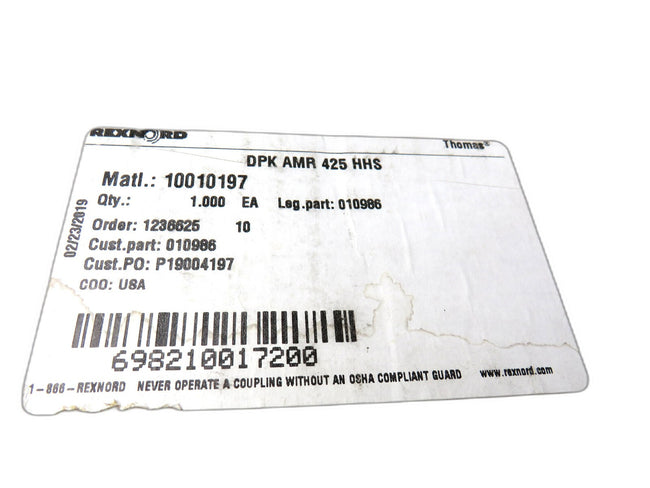 REXNORD Thomas®
DPK AMR 425 HHS
Matl.: 10010197
Qty.: 1.000 EA Leg.part: 010986
02/23/2019
Order: 1236625 10
Cust.part: 010986
Cust.PO: P19004197
COO: USA
698210017200
1-866-REXNORD NEVER OPERATE A COUPLING WITHOUT AN OSHA COMPLIANT GUARD www.rexnord.com